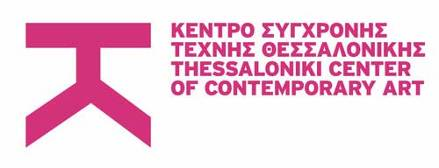 ΚΕΝΤΡΟ ΣΥΓΧΡΟΝΗΣ
ΤΕΧΝΗΣ ΘΕΣΣΑΛΟΝΙΚΗΣ
THESSALONIKI CENTER
OF CONTEMPORARY ART